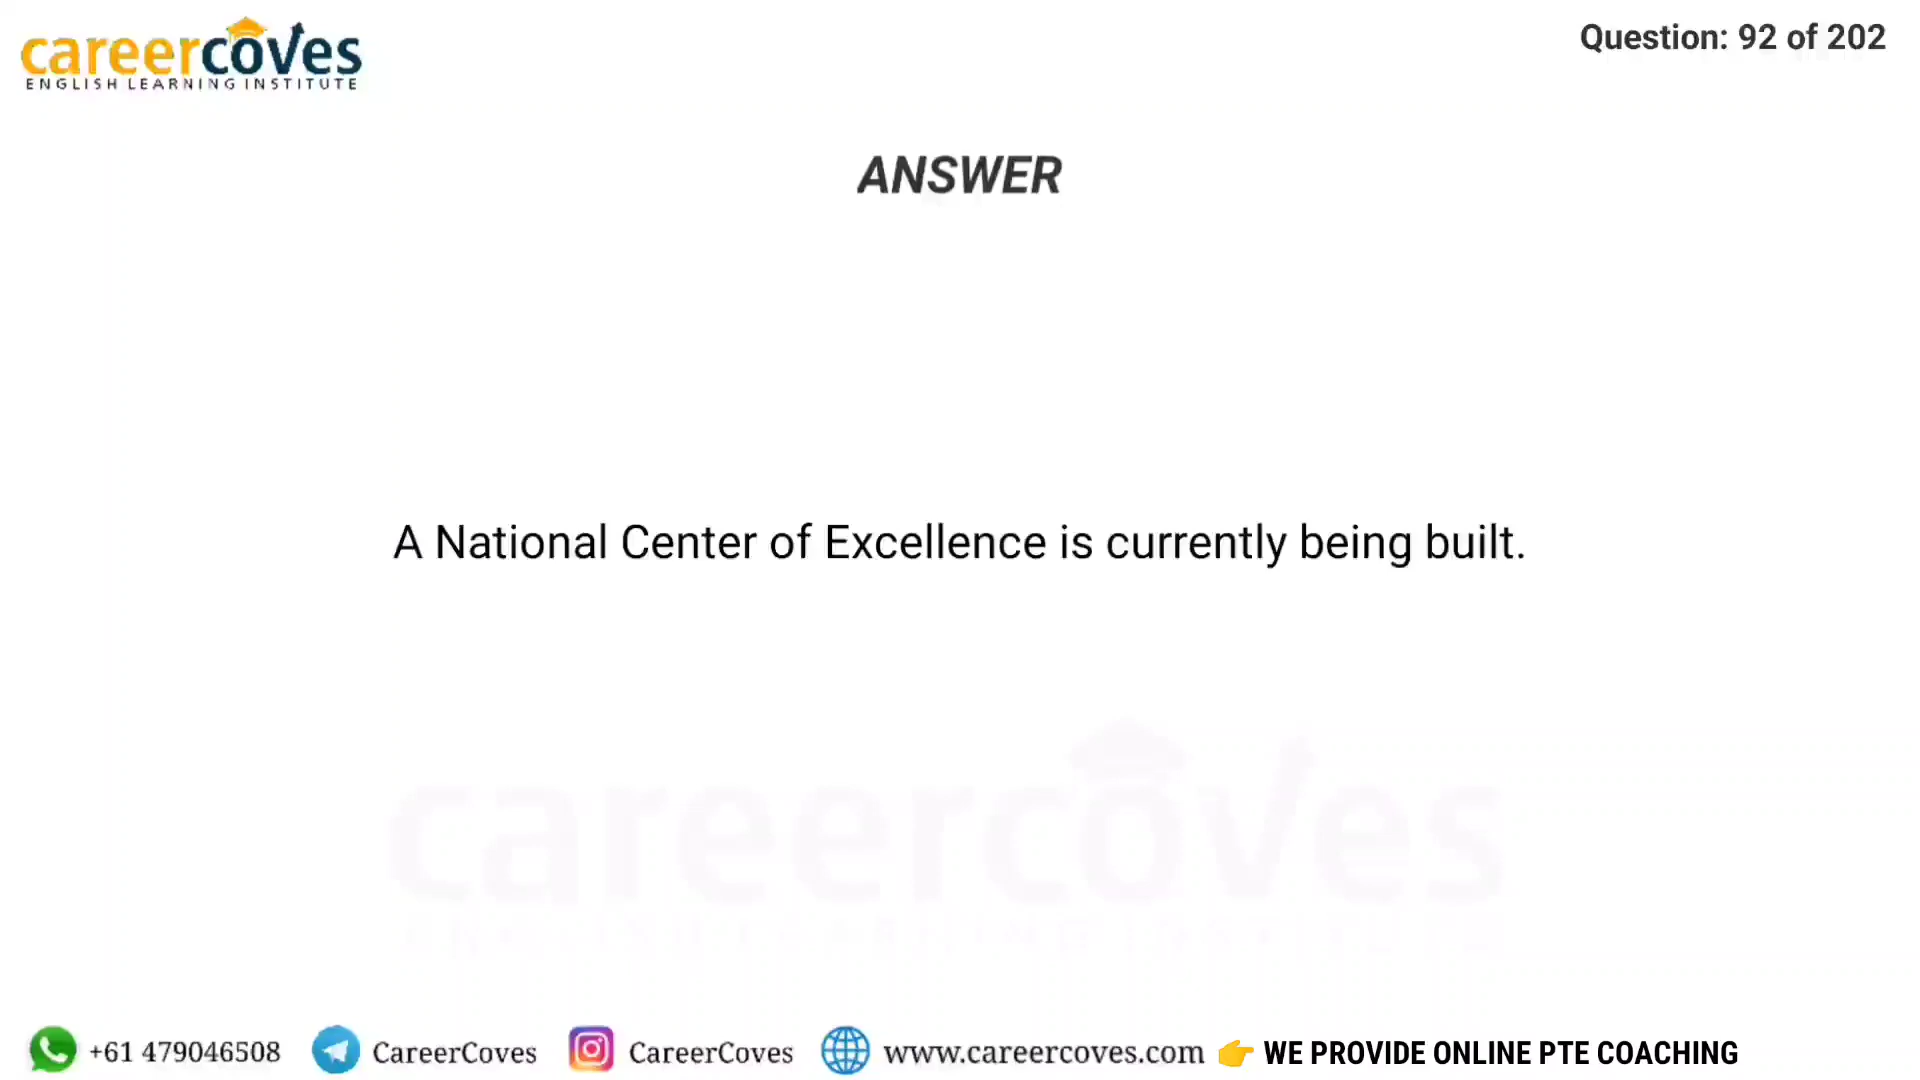 careercoves
ENGLISH LEARNING INSTITUTE
Question: 92 of 202
ANSWER
A National Center of Excellence is currently being built.
careercoves
+61 479046508 CareerCoves CareerCoves www.careercoves.com 👉 WE PROVIDE ONLINE PTE COACHING